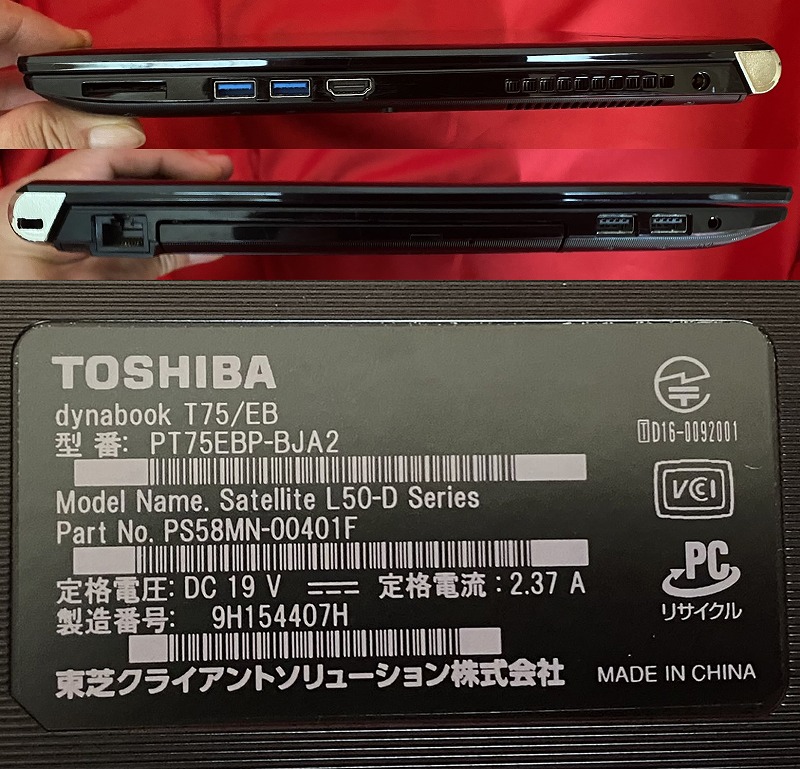 TOSHIBA
dynabook T75/EB
型 番: PT75EBP-BJA2
Model Name. Satellite L50-D Series
Part No. PS58MN-00401F
定格電圧: DC 19 V 定格電流: 2.37 A
製造番号: 9H154407H
東芝クライアントソリューション株式会社
MADE IN CHINA
T D16-0092001
VCCI
PC
リサイクル